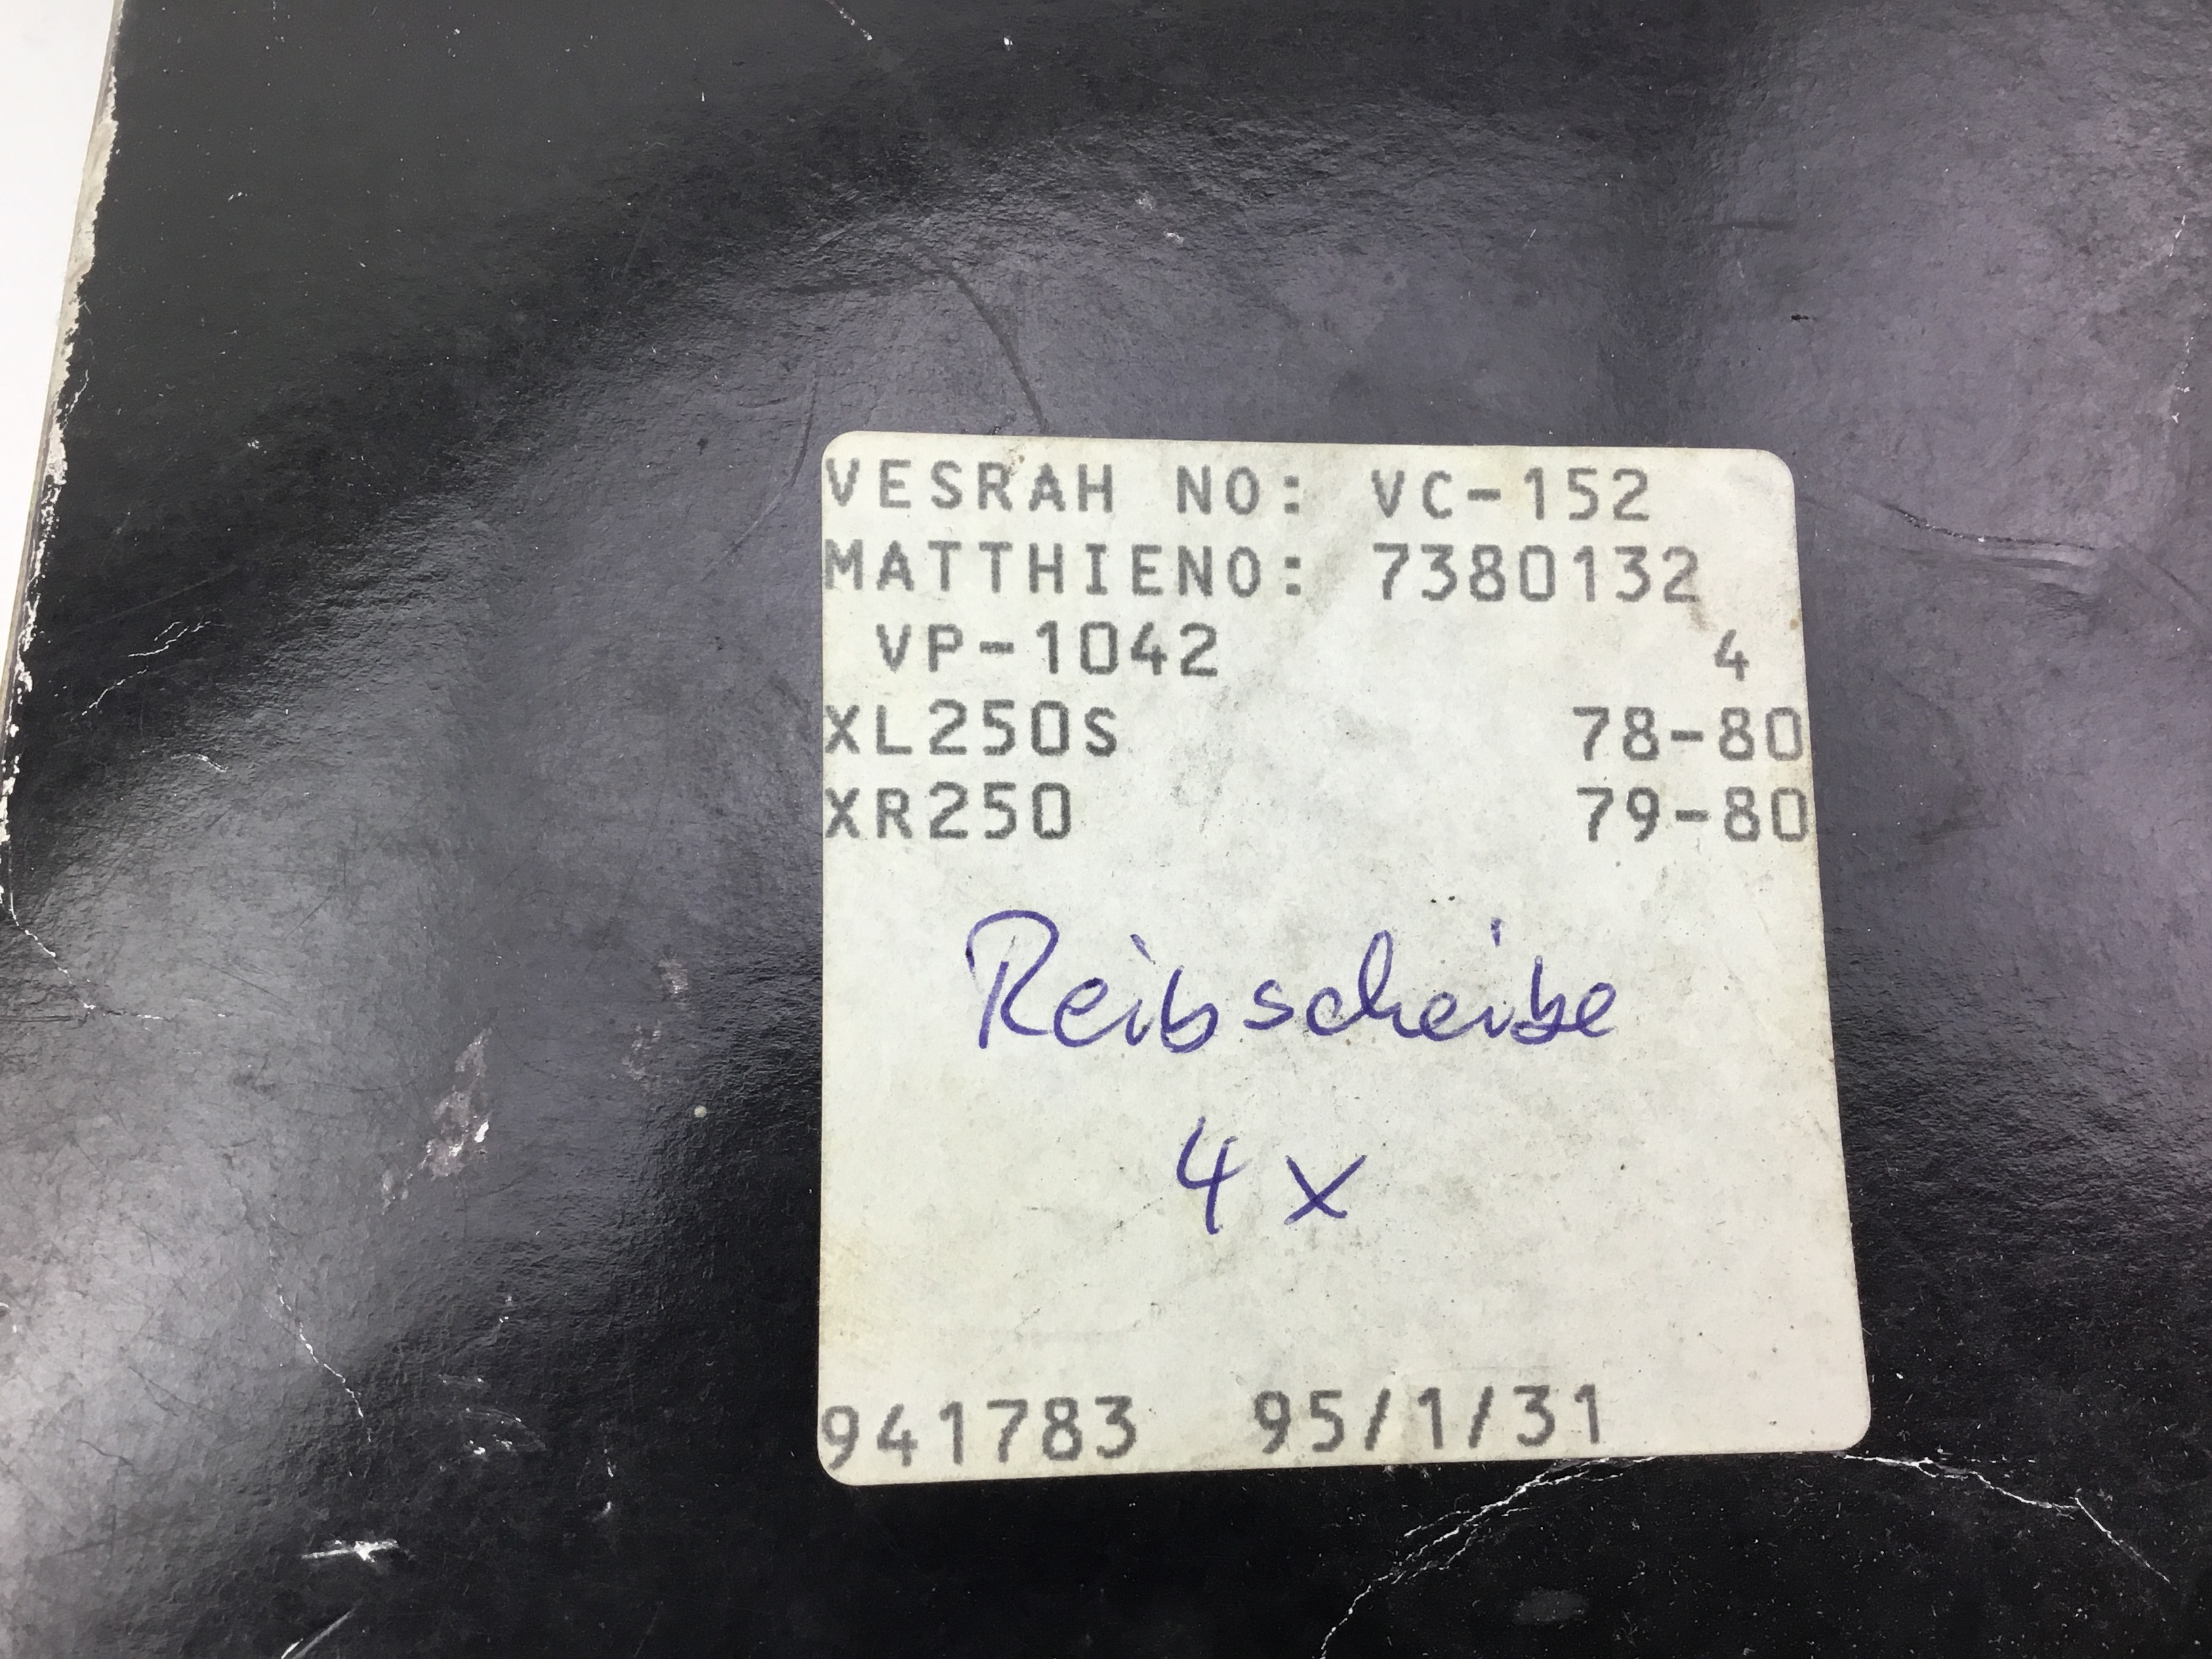 VESRAH NO: VC-152
MATTHIENO: 7380132
VP-1042 4
XL250S 78-80
XR250 79-80
Reibscheibe
4 x
941783 95/1/31